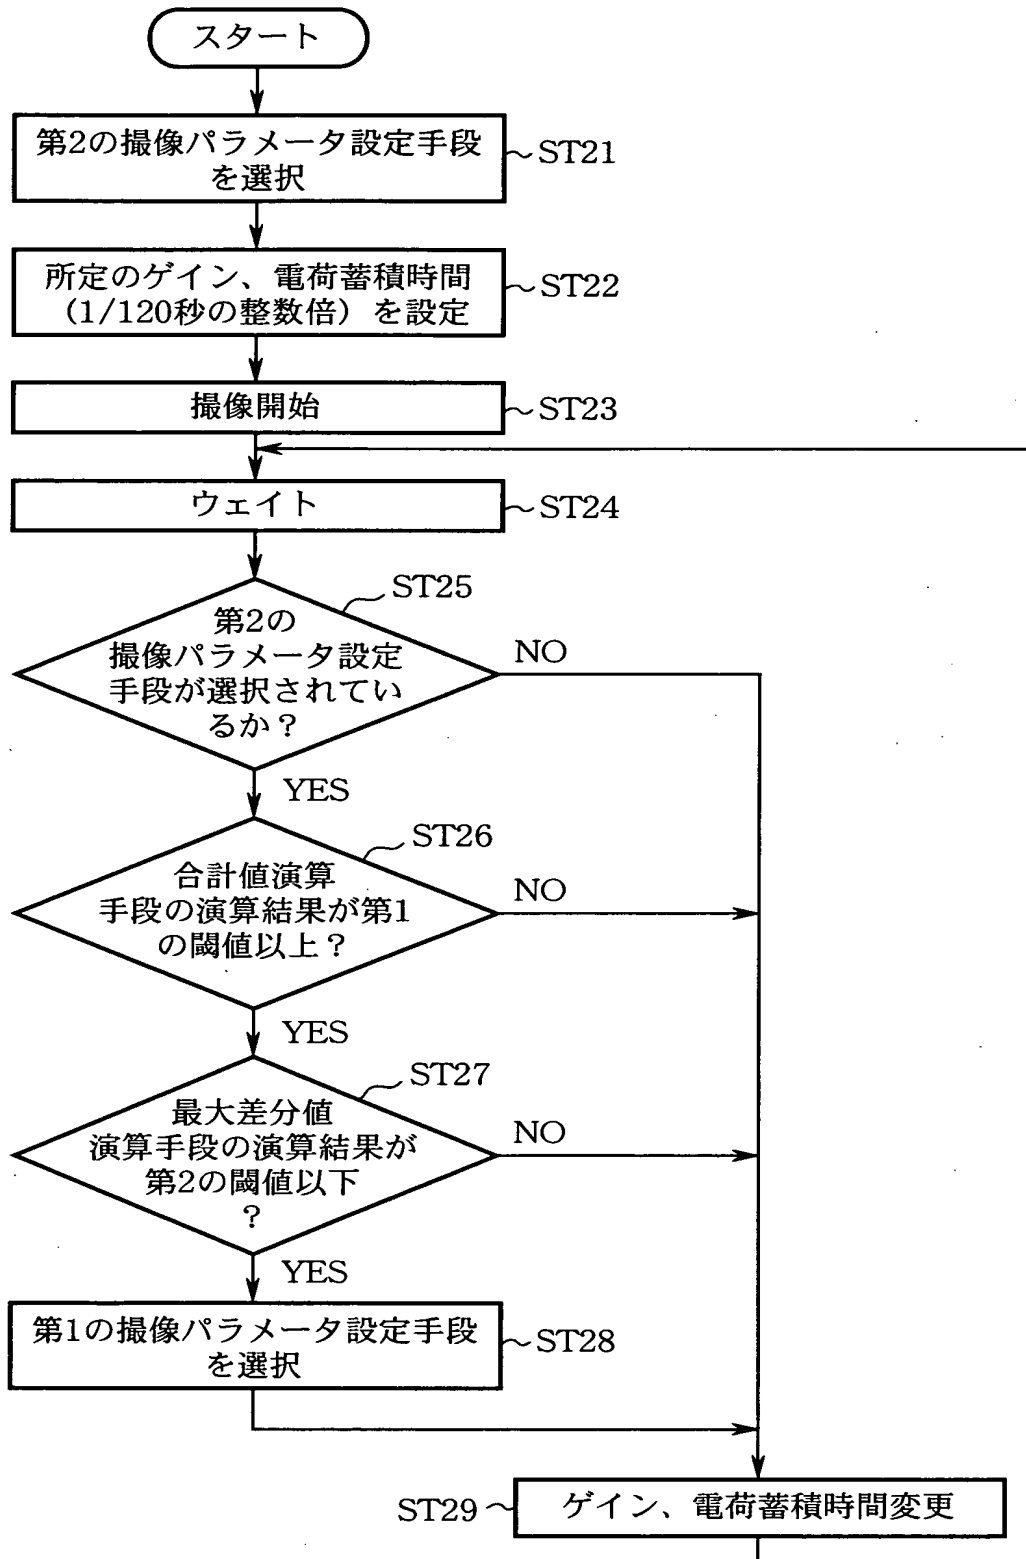 スタート
第2の撮像パラメータ設定手段
を選択
ST21
所定のゲイン、電荷蓄積時間
(1/120秒の整数倍)を設定
ST22
撮像開始
ST23
ウェイト
ST24
ST25
第2の
撮像パラメータ設定
手段が選択されてい
るか？
NO
YES
ST26
合計値演算
手段の演算結果が第1
の閾値以上？
NO
YES
ST27
最大差分値
演算手段の演算結果が
第2の閾値以下
？
NO
YES
第1の撮像パラメータ設定手段
を選択
ST28
ST29
ゲイン、電荷蓄積時間変更